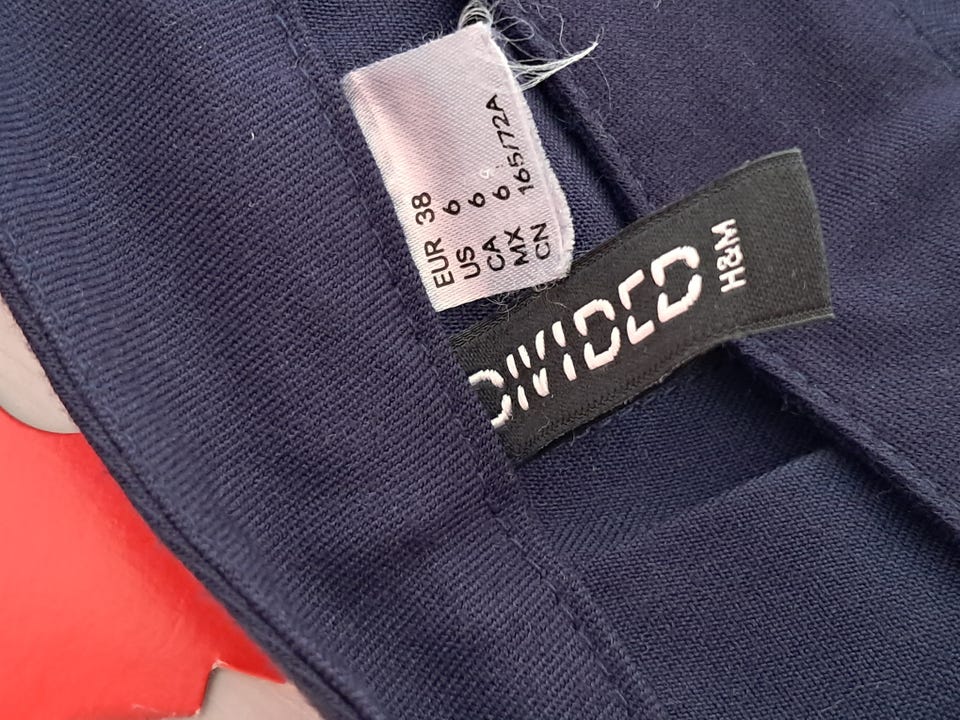 EUR 38
US 6
CA 6
MX 6
CN 165/72A
DIVIDED
H&M